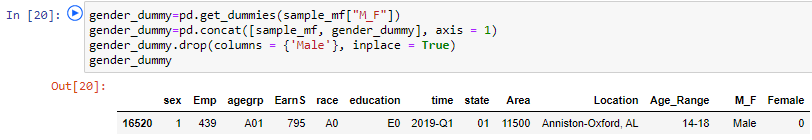 In [20]:
gender_dummy=pd.get_dummies(sample_mf["M_F"])
gender_dummy=pd.concat([sample_mf, gender_dummy], axis = 1)
gender_dummy.drop(columns = {'Male'}, inplace = True)
gender_dummy
Out[20]:
sex Emp agegrp EarnS race education time state Area Location Age_Range M_F Female
16520 1 439 A01 795 A0 E0 2019-Q1 01 11500 Anniston-Oxford, AL 14-18 Male 0